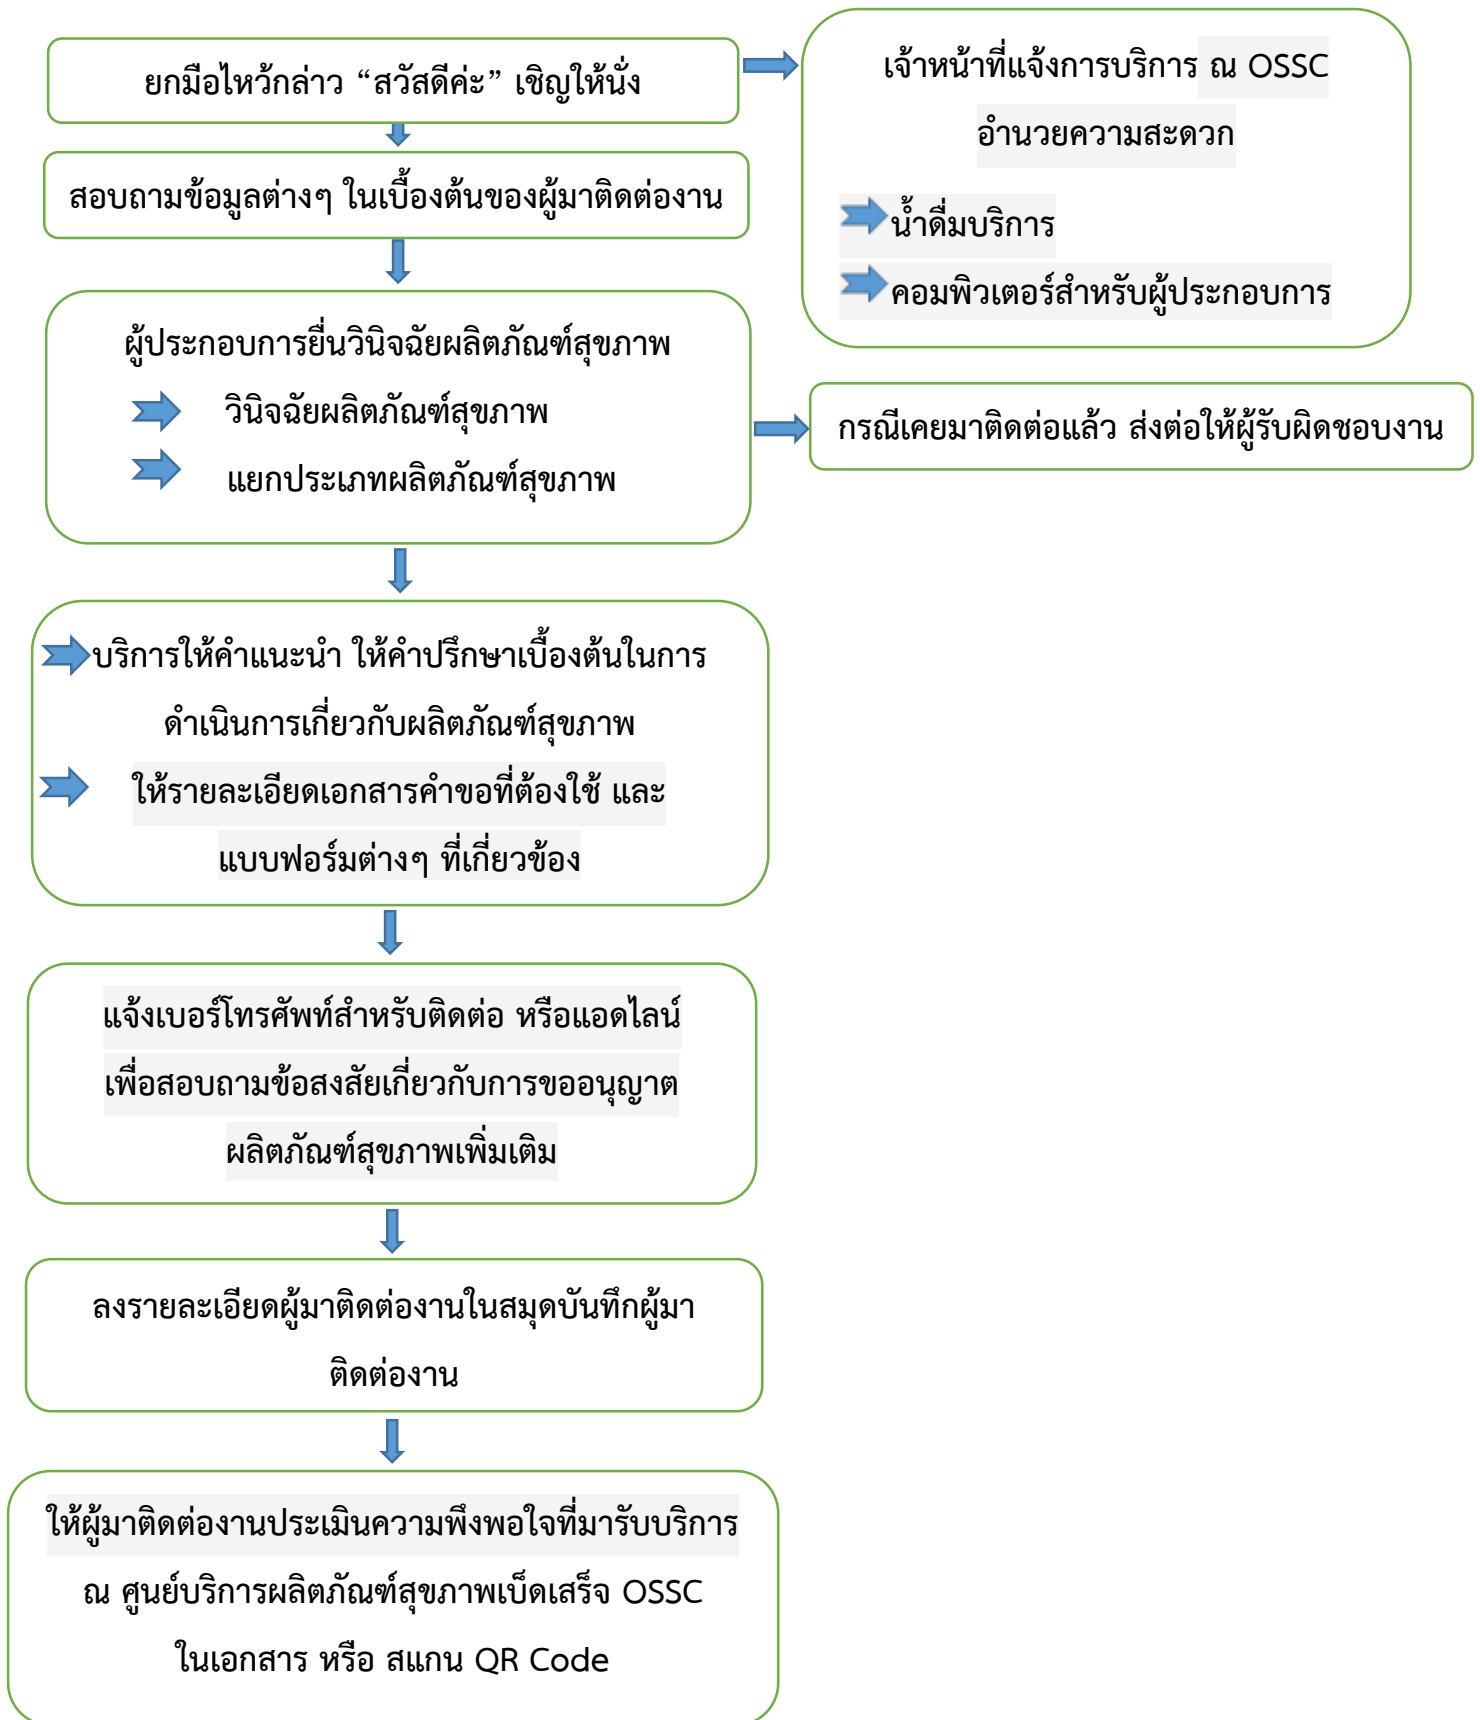 ยกมือไหว้กล่าว “สวัสดีค่ะ” เชิญให้นั่ง
เจ้าหน้าที่แจ้งการบริการ ณ OSSC
อำนวยความสะดวก
น้ำดื่มบริการ
คอมพิวเตอร์สำหรับผู้ประกอบการ
สอบถามข้อมูลต่างๆ ในเบื้องต้นของผู้มาติดต่องาน
ผู้ประกอบการยื่นวินิจฉัยผลิตภัณฑ์สุขภาพ
วินิจฉัยผลิตภัณฑ์สุขภาพ
แยกประเภทผลิตภัณฑ์สุขภาพ
กรณีเคยมาติดต่อแล้ว ส่งต่อให้ผู้รับผิดชอบงาน
บริการให้คำแนะนำ ให้คำปรึกษาเบื้องต้นในการ
ดำเนินการเกี่ยวกับผลิตภัณฑ์สุขภาพ
ให้รายละเอียดเอกสารคำขอที่ต้องใช้ และ
แบบฟอร์มต่างๆ ที่เกี่ยวข้อง
แจ้งเบอร์โทรศัพท์สำหรับติดต่อ หรือแอดไลน์
เพื่อสอบถามข้อสงสัยเกี่ยวกับการขออนุญาต
ผลิตภัณฑ์สุขภาพเพิ่มเติม
ลงรายละเอียดผู้มาติดต่องานในสมุดบันทึกผู้มา
ติดต่องาน
ให้ผู้มาติดต่องานประเมินความพึงพอใจที่มารับบริการ
ณ ศูนย์บริการผลิตภัณฑ์สุขภาพเบ็ดเสร็จ OSSC
ในเอกสาร หรือ สแกน QR Code